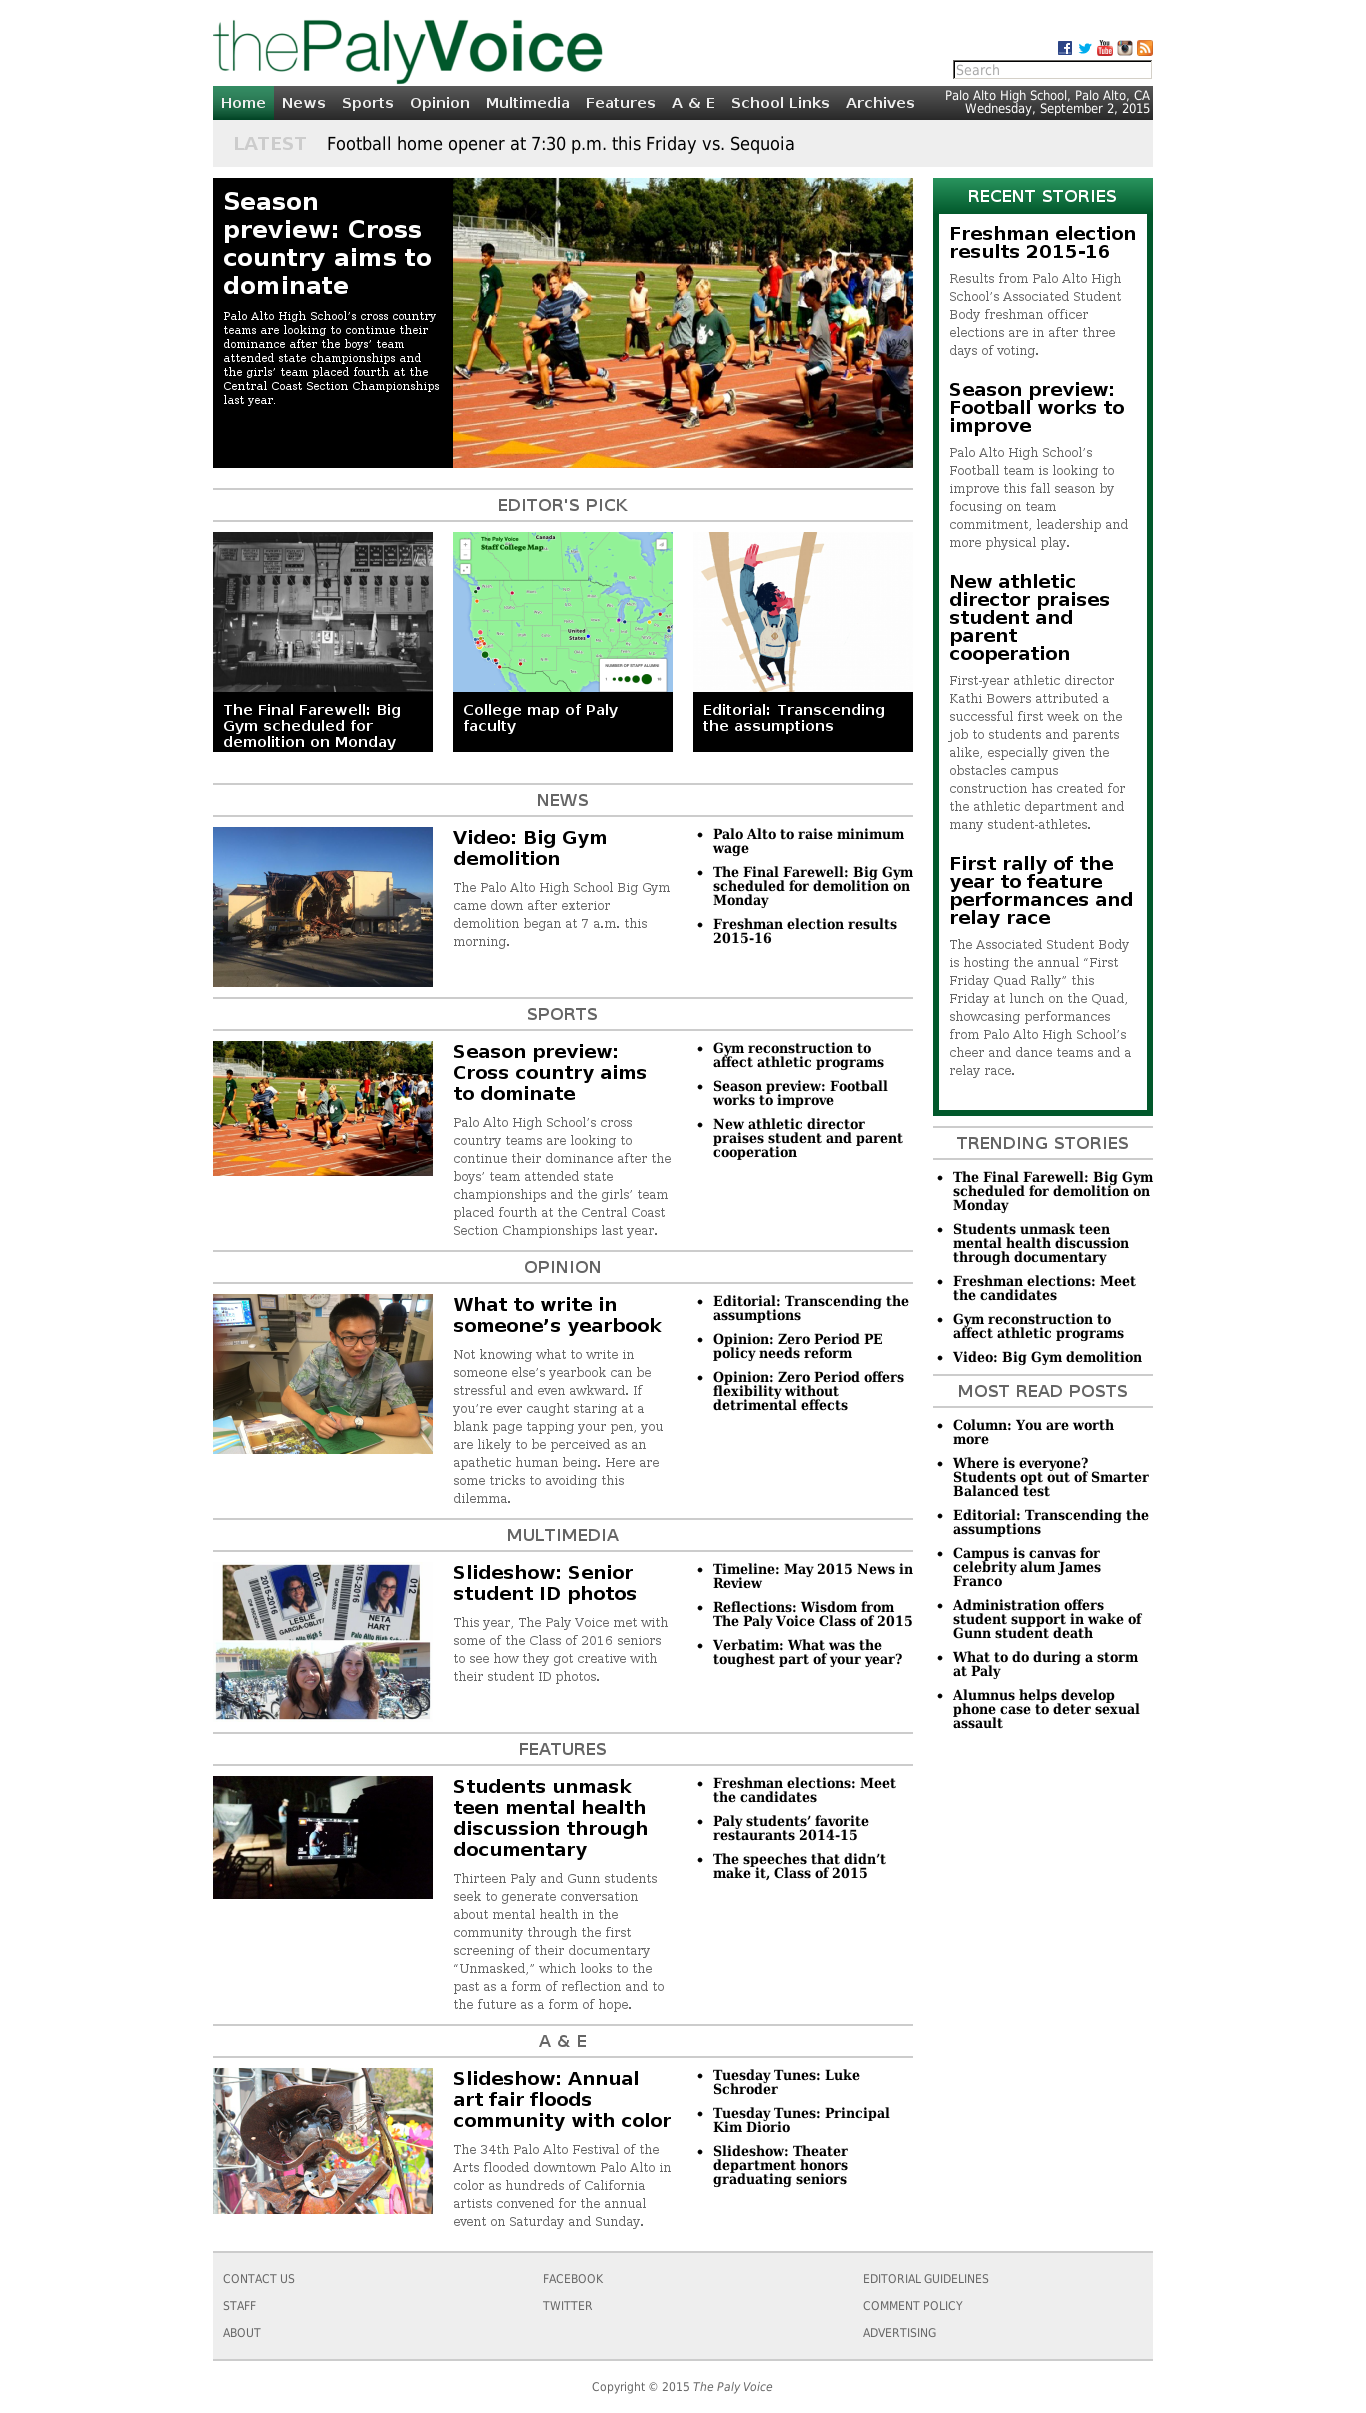 thePalyVoice
Search
Home News Sports Opinion Multimedia Features A & E School Links Archives
Palo Alto High School, Palo Alto, CA
Wednesday, September 2, 2015
LATEST Football home opener at 7:30 p.m. this Friday vs. Sequoia
Season
preview: Cross
country aims to
dominate
Palo Alto High School’s cross country
teams are looking to continue their
dominance after the boys’ team
attended state championships and
the girls’ team placed fourth at the
Central Coast Section Championships
last year.
EDITOR'S PICK
The Paly Voice
Staff College Map
Canada
United
States
NUMBER OF STAFF ALUMNI
The Final Farewell: Big
Gym scheduled for
demolition on Monday
College map of Paly
faculty
Editorial: Transcending
the assumptions
NEWS
Video: Big Gym
demolition
The Palo Alto High School Big Gym
came down after exterior
demolition began at 7 a.m. this
morning.
• Palo Alto to raise minimum
wage
• The Final Farewell: Big Gym
scheduled for demolition on
Monday
• Freshman election results
2015-16
SPORTS
Season preview:
Cross country aims
to dominate
Palo Alto High School’s cross
country teams are looking to
continue their dominance after the
boys’ team attended state
championships and the girls’ team
placed fourth at the Central Coast
Section Championships last year.
• Gym reconstruction to
affect athletic programs
• Season preview: Football
works to improve
• New athletic director
praises student and parent
cooperation
OPINION
What to write in
someone’s yearbook
Not knowing what to write in
someone else’s yearbook can be
stressful and even awkward. If
you’re ever caught staring at a
blank page tapping your pen, you
are likely to be perceived as an
apathetic human being. Here are
some tricks to avoiding this
dilemma.
• Editorial: Transcending the
assumptions
• Opinion: Zero Period PE
policy needs reform
• Opinion: Zero Period offers
flexibility without
detrimental effects
MULTIMEDIA
2015-2016
012
LESLIE
GARCIA-OBLIT
015-2016
NETA
HART
012
Palo Alto High
Slideshow: Senior
student ID photos
This year, The Paly Voice met with
some of the Class of 2016 seniors
to see how they got creative with
their student ID photos.
• Timeline: May 2015 News in
Review
• Reflections: Wisdom from
The Paly Voice Class of 2015
• Verbatim: What was the
toughest part of your year?
FEATURES
Students unmask
teen mental health
discussion through
documentary
Thirteen Paly and Gunn students
seek to generate conversation
about mental health in the
community through the first
screening of their documentary
“Unmasked,” which looks to the
past as a form of reflection and to
the future as a form of hope.
• Freshman elections: Meet
the candidates
• Paly students’ favorite
restaurants 2014-15
• The speeches that didn’t
make it, Class of 2015
A & E
Slideshow: Annual
art fair floods
community with color
The 34th Palo Alto Festival of the
Arts flooded downtown Palo Alto in
color as hundreds of California
artists convened for the annual
event on Saturday and Sunday.
• Tuesday Tunes: Luke
Schroder
• Tuesday Tunes: Principal
Kim Diorio
• Slideshow: Theater
department honors
graduating seniors
RECENT STORIES
Freshman election
results 2015-16
Results from Palo Alto High
School’s Associated Student
Body freshman officer
elections are in after three
days of voting.
Season preview:
Football works to
improve
Palo Alto High School’s
Football team is looking to
improve this fall season by
focusing on team
commitment, leadership and
more physical play.
New athletic
director praises
student and
parent
cooperation
First-year athletic director
Kathi Bowers attributed a
successful first week on the
job to students and parents
alike, especially given the
obstacles campus
construction has created for
the athletic department and
many student-athletes.
First rally of the
year to feature
performances and
relay race
The Associated Student Body
is hosting the annual “First
Friday Quad Rally” this
Friday at lunch on the Quad,
showcasing performances
from Palo Alto High School’s
cheer and dance teams and a
relay race.
TRENDING STORIES
• The Final Farewell: Big Gym
scheduled for demolition on
Monday
• Students unmask teen
mental health discussion
through documentary
• Freshman elections: Meet
the candidates
• Gym reconstruction to
affect athletic programs
• Video: Big Gym demolition
MOST READ POSTS
• Column: You are worth
more
• Where is everyone?
Students opt out of Smarter
Balanced test
• Editorial: Transcending the
assumptions
• Campus is canvas for
celebrity alum James
Franco
• Administration offers
student support in wake of
Gunn student death
• What to do during a storm
at Paly
• Alumnus helps develop
phone case to deter sexual
assault
CONTACT US
STAFF
ABOUT
FACEBOOK
TWITTER
EDITORIAL GUIDELINES
COMMENT POLICY
ADVERTISING
Copyright © 2015 The Paly Voice